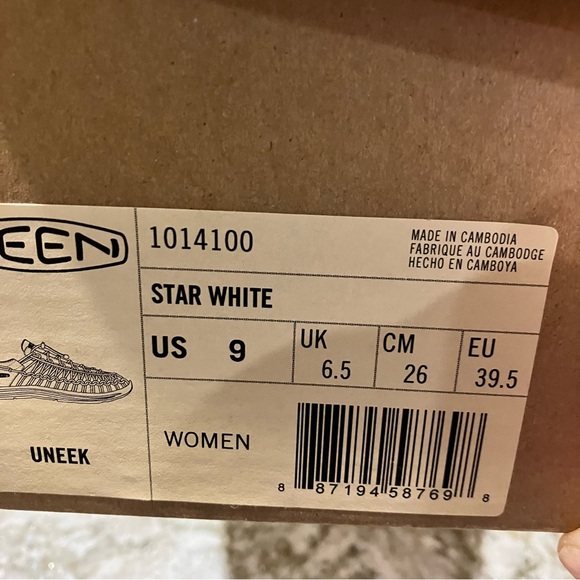 EEN
1014100
MADE IN CAMBODIA
FABRIQUE AU CAMBODGE
HECHO EN CAMBOYA
STAR WHITE
US 9
UK 6.5
CM 26
EU 39.5
UNEEK
WOMEN
8 87194 58769 8